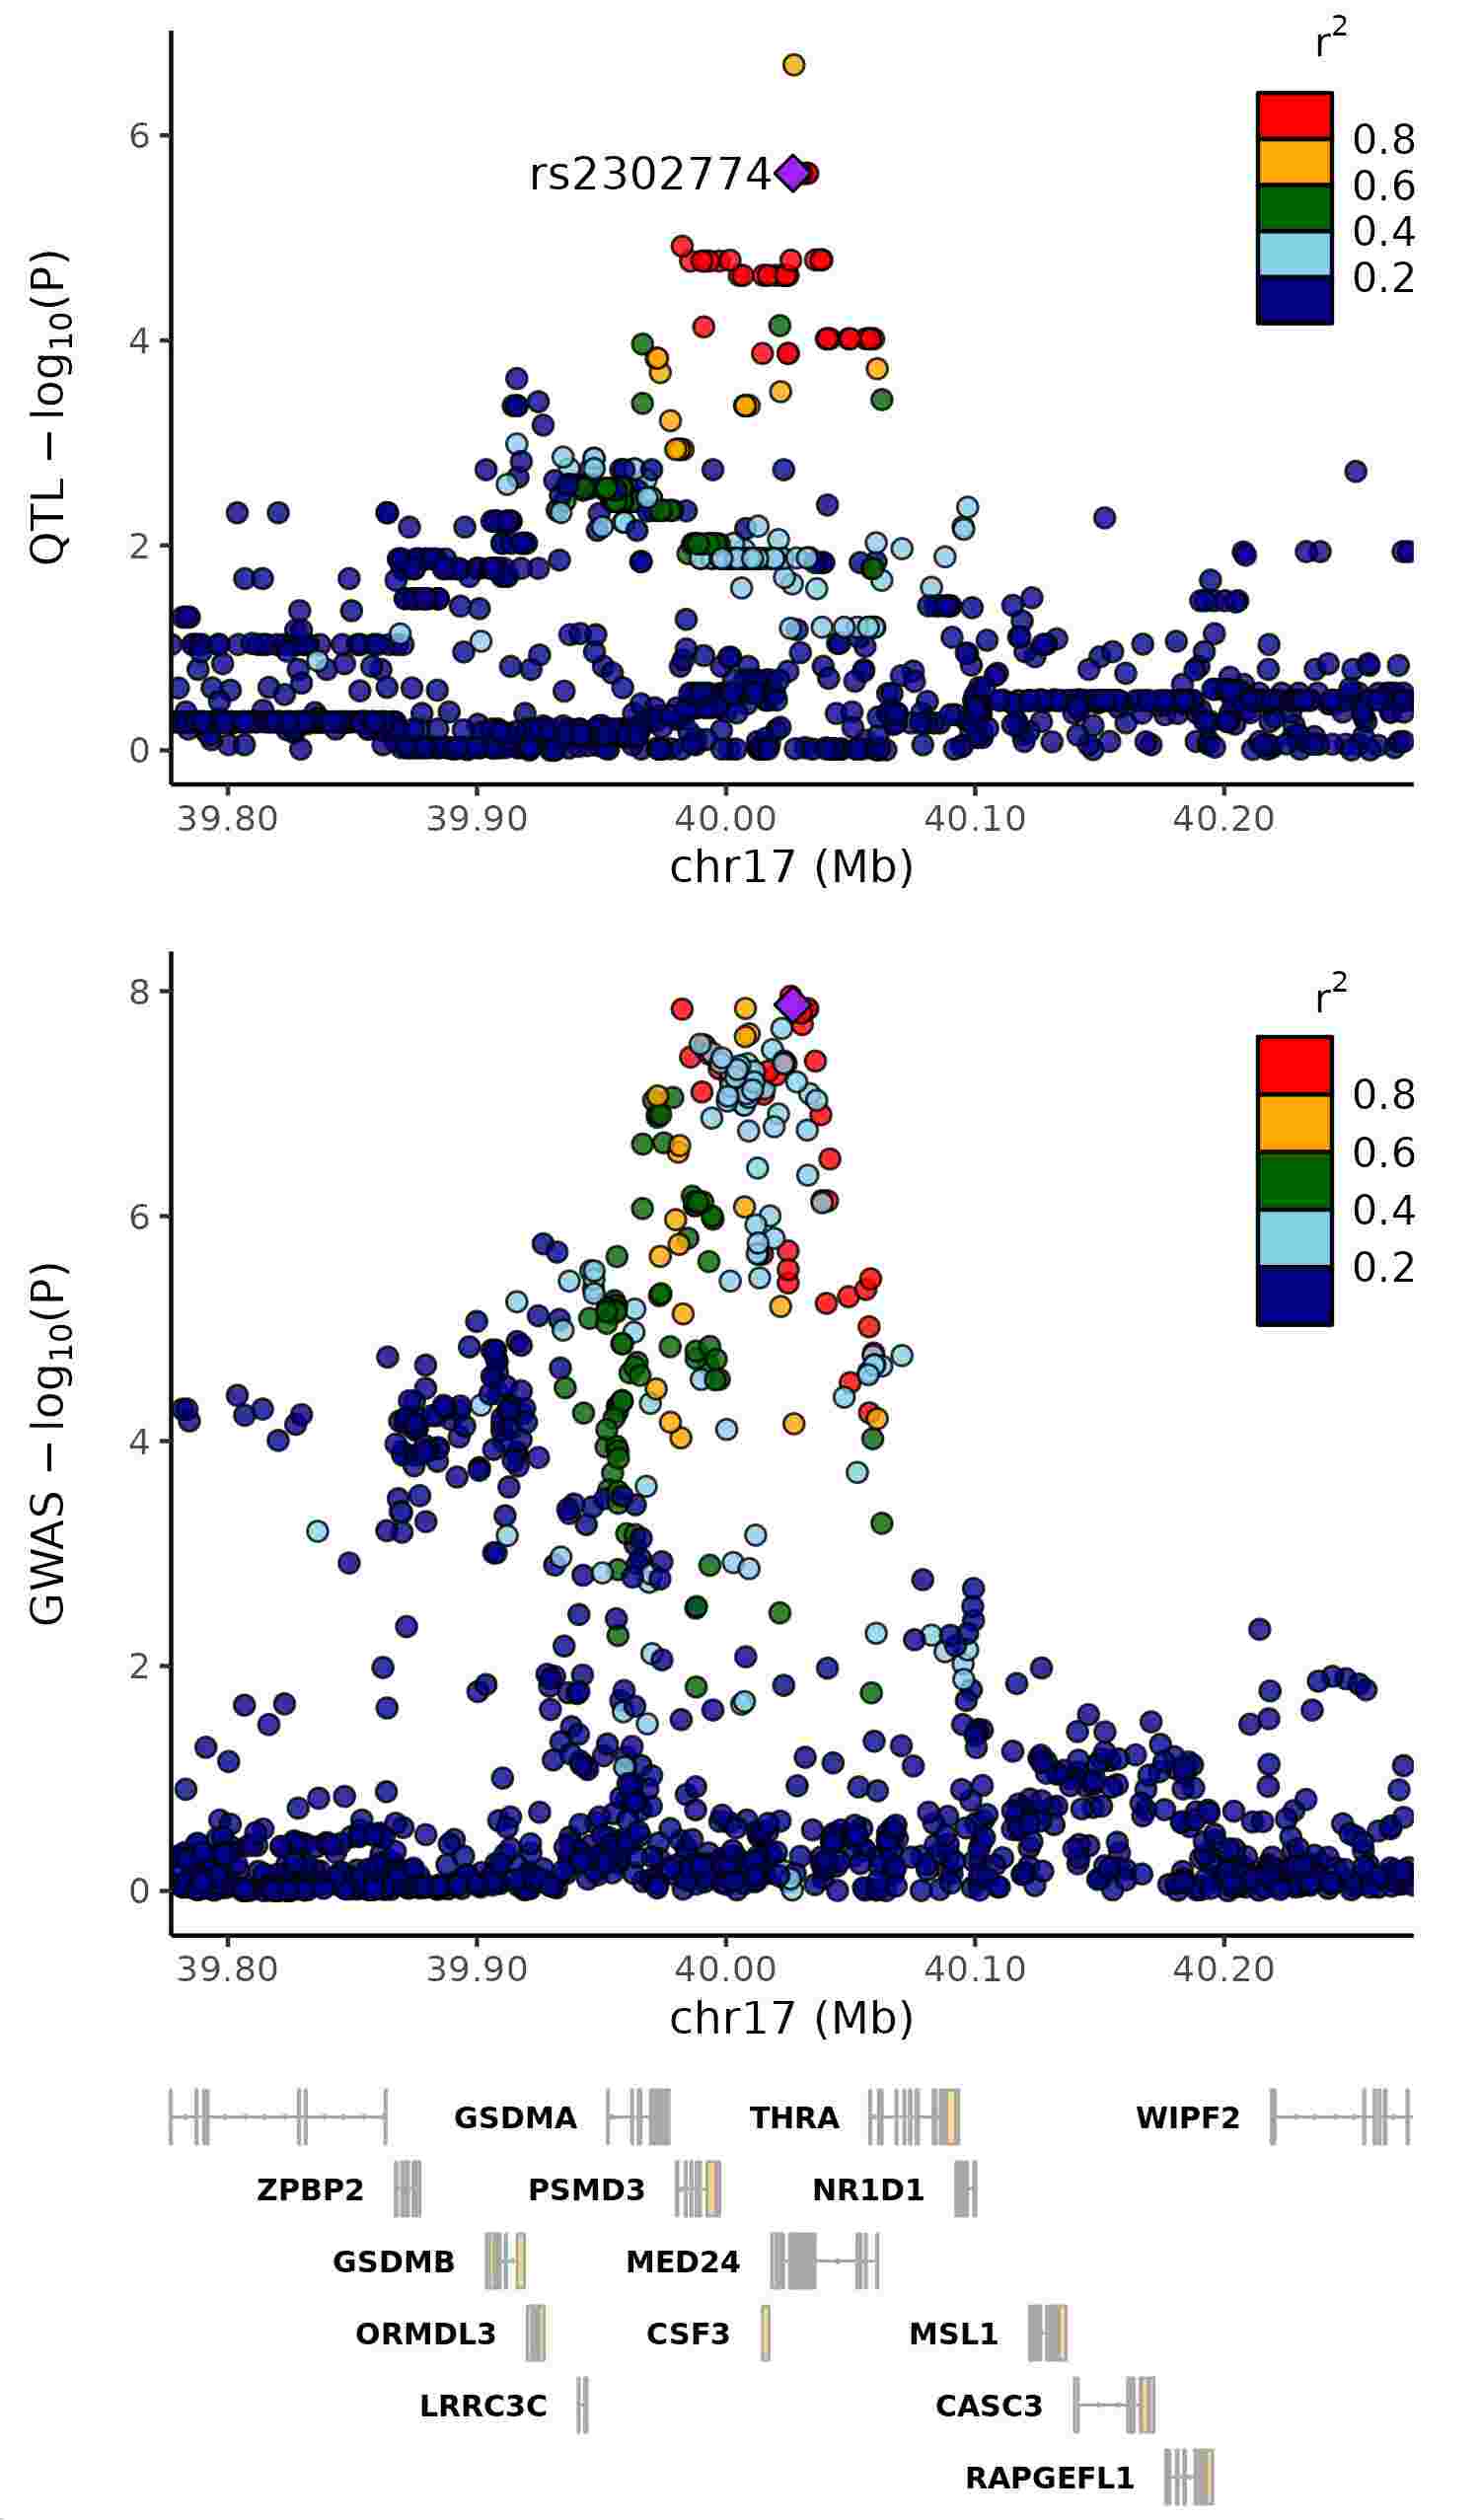 r2
0.8
0.6
0.4
0.2
rs2302774
QTL − log10(P)
6
4
2
0
39.80 39.90 40.00 40.10 40.20
chr17 (Mb)
r2
0.8
0.6
0.4
0.2
GWAS − log10(P)
8
6
4
2
0
39.80 39.90 40.00 40.10 40.20
chr17 (Mb)
GSDMA THRA WIPF2
ZPBP2 PSMD3 NR1D1
GSDMB MED24
ORMDL3 CSF3 MSL1
LRRC3C CASC3
RAPGEFL1